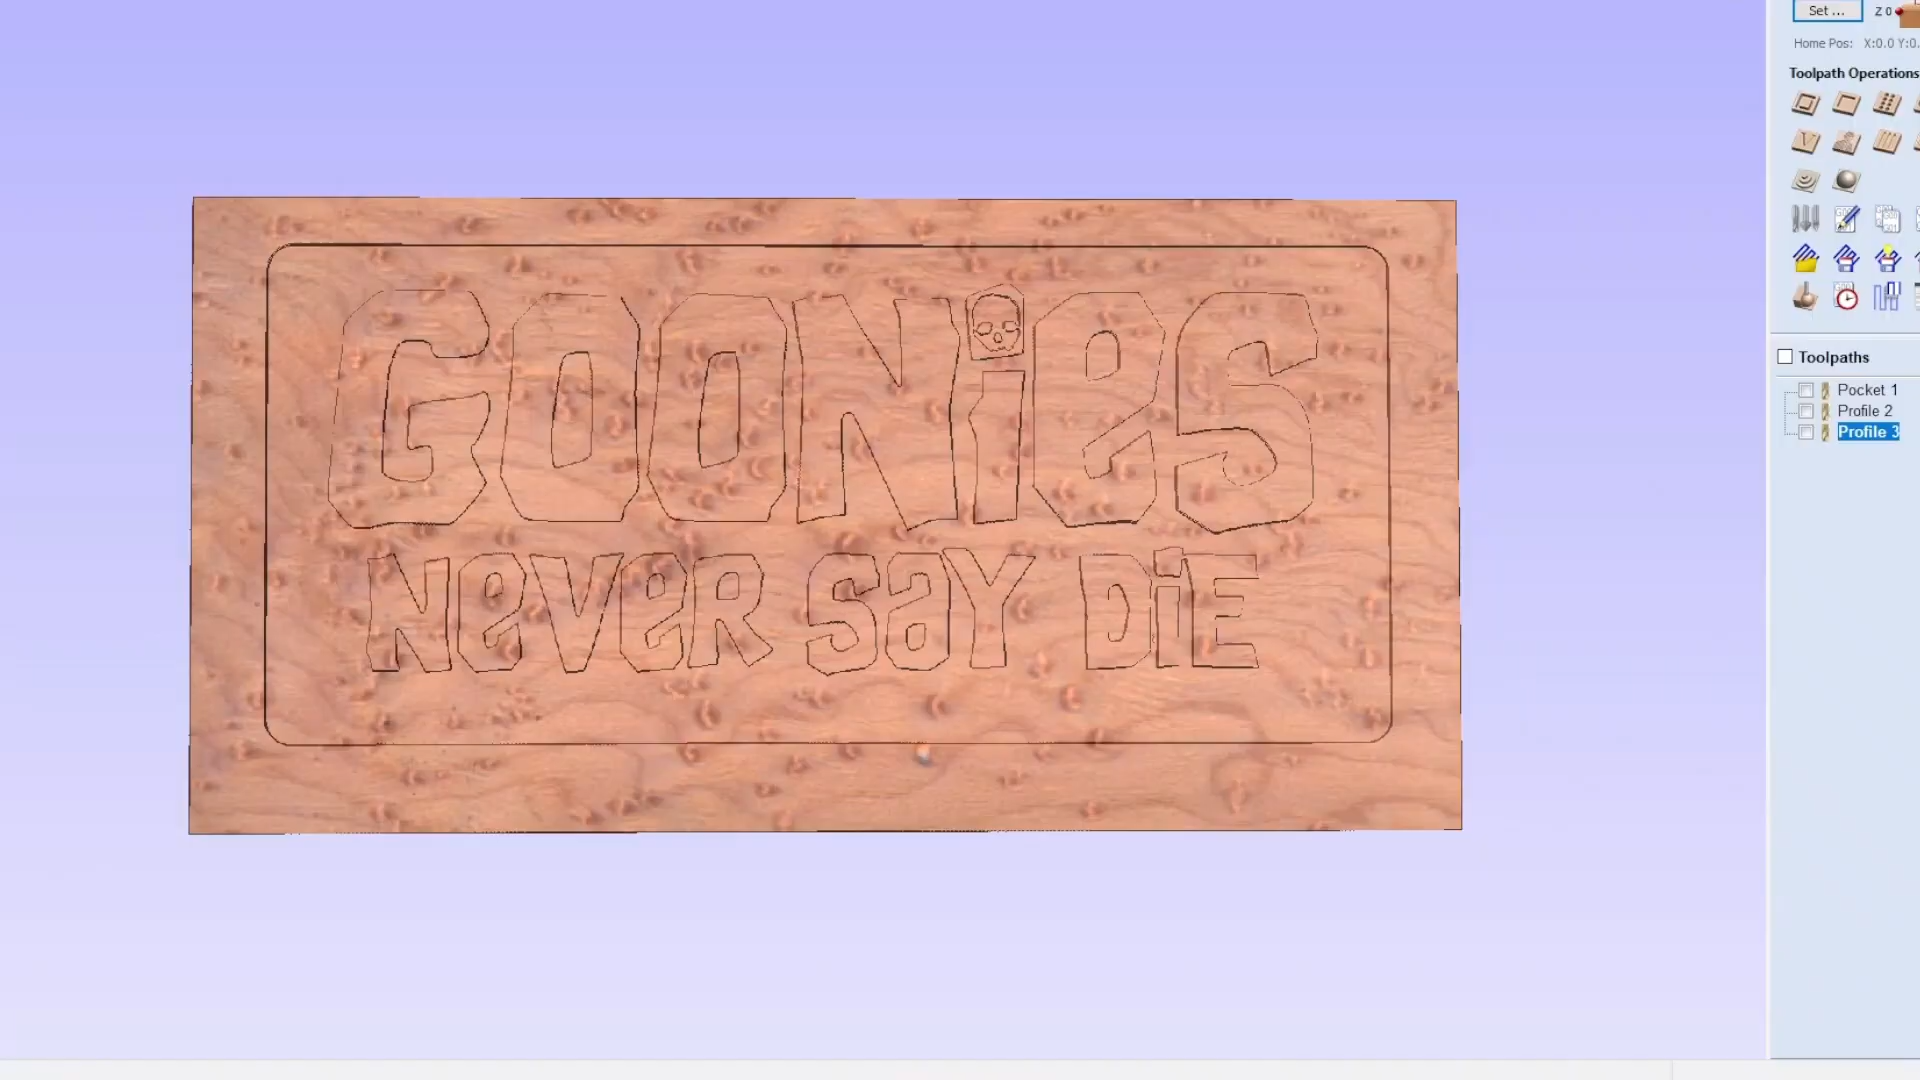 Set ...
Z 0
Home Pos: X:0.0 Y:0.
Toolpath Operations
Toolpaths
Pocket 1
Profile 2
Profile 3
GOONiES
NeVeR SaY DiE